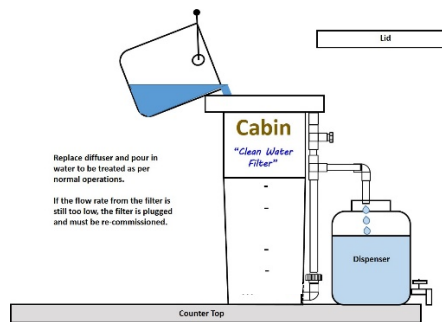 Lid
Cabin
"Clean Water
Filter"
Replace diffuser and pour in
water to be treated as per
normal operations.
If the flow rate from the filter is
still too low, the filter is plugged
and must be re-commissioned.
Dispenser
Counter Top